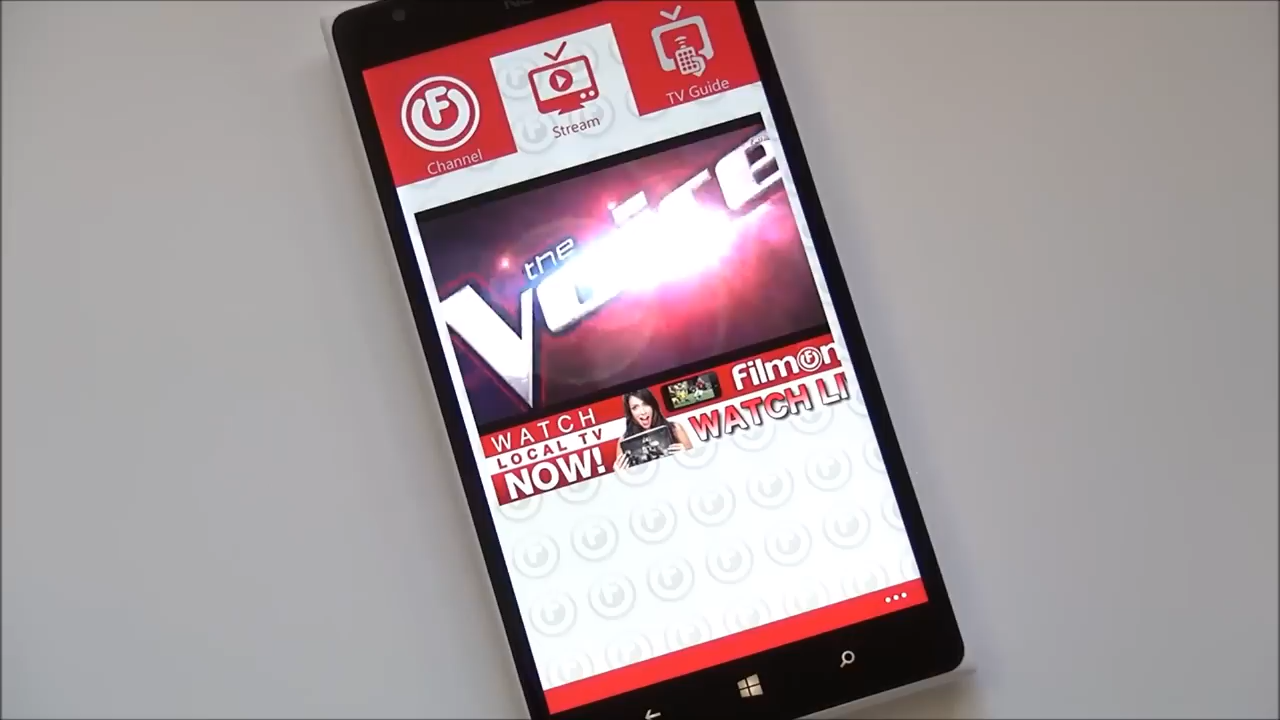 Channel
Stream
TV Guide
the
Voice
WATCH
LOCAL TV
NOW!
filmon
WATCH LI